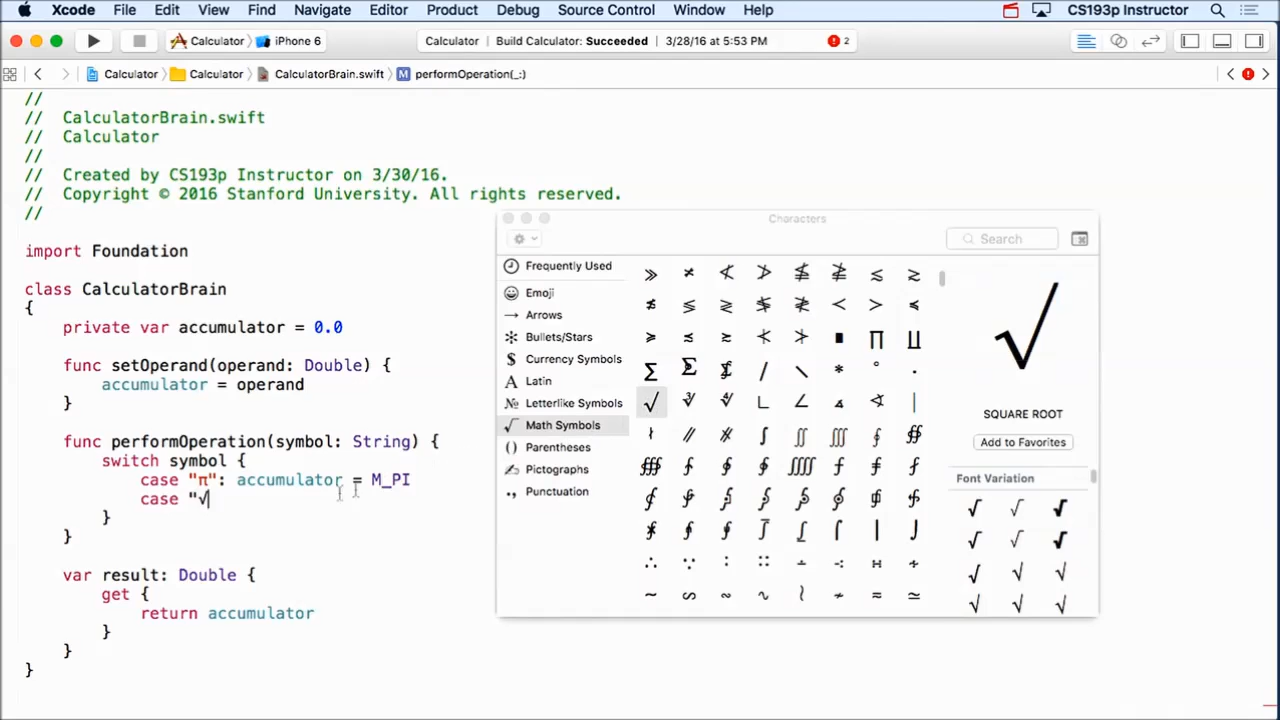 Xcode File Edit View Find Navigate Editor Product Debug Source Control Window Help CS193p Instructor
Calculator iPhone 6 Calculator Build Calculator: Succeeded 3/28/16 at 5:53 PM 2
Calculator Calculator CalculatorBrain.swift M performOperation(_:)
//
// CalculatorBrain.swift
// Calculator
//
// Created by CS193p Instructor on 3/30/16.
// Copyright © 2016 Stanford University. All rights reserved.
//
import Foundation
class CalculatorBrain
{
private var accumulator = 0.0
func setOperand(operand: Double) {
accumulator = operand
}
func performOperation(symbol: String) {
switch symbol {
case "π": accumulator = M_PI
case "√
}
}
var result: Double {
get {
return accumulator
}
}
}
Characters
Search
Frequently Used
Emoji
Arrows
Bullets/Stars
Currency Symbols
Latin
Letterlike Symbols
Math Symbols
Parentheses
Pictographs
Punctuation
√
SQUARE ROOT
Add to Favorites
Font Variation